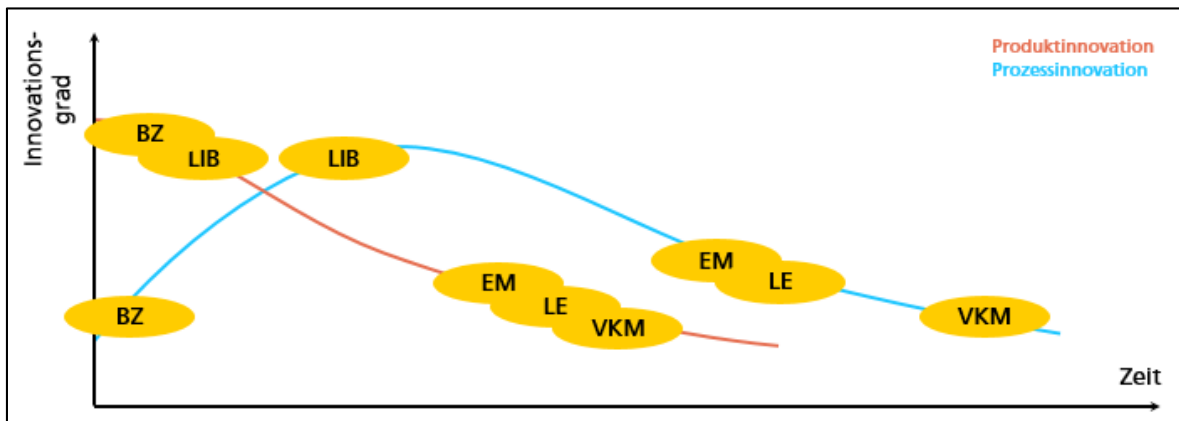 Innovations-
grad
Produktinnovation
Prozessinnovation
BZ
LIB
LIB
EM
LE
EM
LE
VKM
BZ
VKM
Zeit